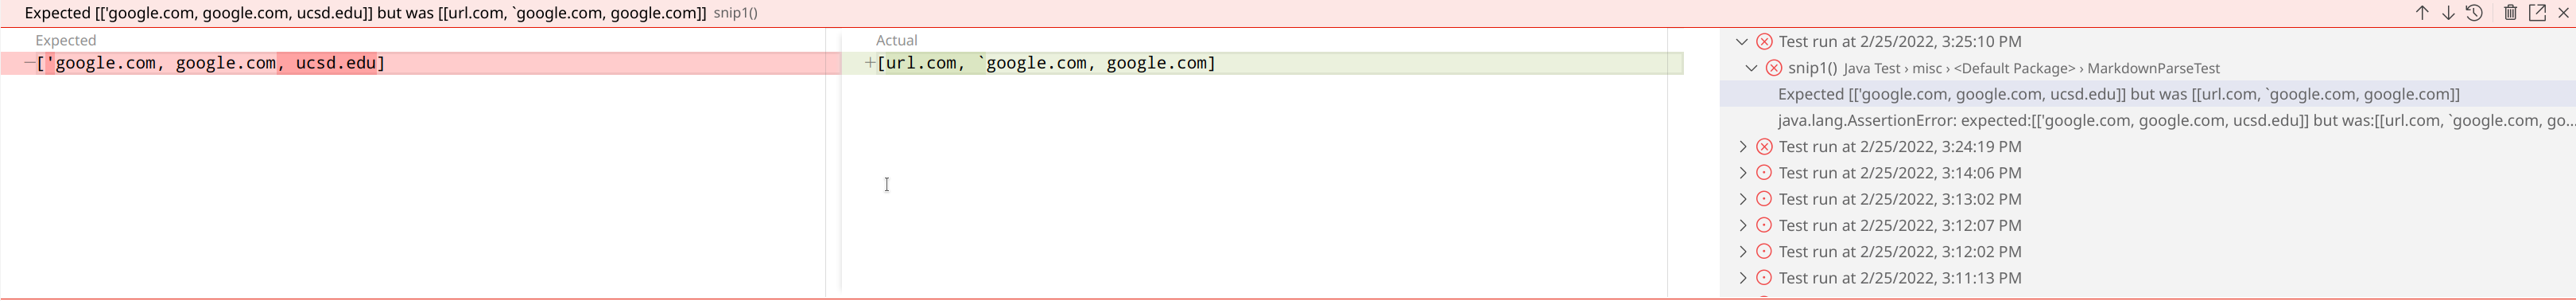 Expected [['google.com, google.com, ucsd.edu]] but was [[url.com, `google.com, google.com]] snip1()
Expected
−['google.com, google.com, ucsd.edu]
Actual
+[url.com, `google.com, google.com]
Test run at 2/25/2022, 3:25:10 PM
snip1() Java Test › misc › <Default Package> › MarkdownParseTest
Expected [['google.com, google.com, ucsd.edu]] but was [[url.com, `google.com, google.com]]
java.lang.AssertionError: expected:[['google.com, google.com, ucsd.edu]] but was:[[url.com, `google.com, go...
Test run at 2/25/2022, 3:24:19 PM
Test run at 2/25/2022, 3:14:06 PM
Test run at 2/25/2022, 3:13:02 PM
Test run at 2/25/2022, 3:12:07 PM
Test run at 2/25/2022, 3:12:02 PM
Test run at 2/25/2022, 3:11:13 PM